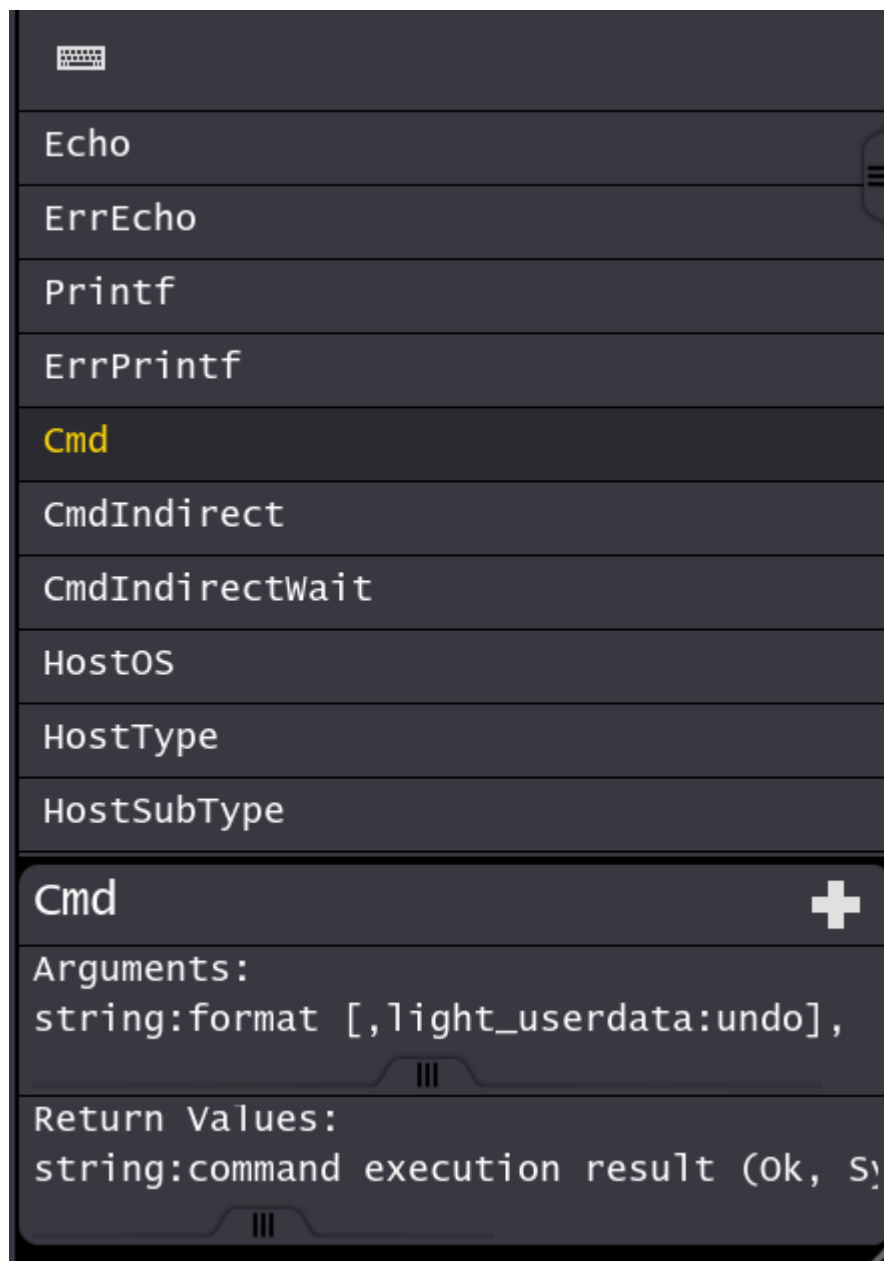 Echo
ErrEcho
Printf
ErrPrintf
Cmd
CmdIndirect
CmdIndirectWait
HostOS
HostType
HostSubType
Cmd
Arguments:
string:format [,light_userdata:undo],
Return Values:
string:command execution result (Ok,